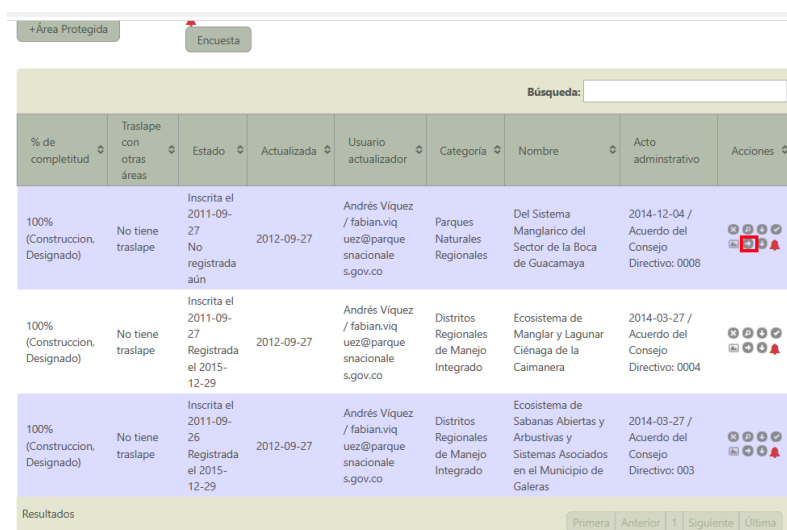 +Área Protegida
Encuesta
Búsqueda:
% de
completitud
Traslape
con
otras
áreas
Estado
Actualizada
Usuario
actualizador
Categoría
Nombre
Acto
adminstrativo
Acciones
100%
(Construccion,
Designado)
No tiene
traslape
Inscrita el
2011-09-
27
No
registrada
aún
2012-09-27
Andrés Víquez
/ fabian.viq
uez@parque
snacionale
s.gov.co
Parques
Naturales
Regionales
Del Sistema
Manglarico del
Sector de la Boca
de Guacamaya
2014-12-04 /
Acuerdo del
Consejo
Directivo: 0008
100%
(Construccion,
Designado)
No tiene
traslape
Inscrita el
2011-09-
27
Registrada
el 2015-
12-29
2012-09-27
Andrés Víquez
/ fabian.viq
uez@parque
snacionale
s.gov.co
Distritos
Regionales
de Manejo
Integrado
Ecosistema de
Manglar y Lagunar
Ciénaga de la
Caimanera
2014-03-27 /
Acuerdo del
Consejo
Directivo: 0004
100%
(Construccion,
Designado)
No tiene
traslape
Inscrita el
2011-09-
26
Registrada
el 2015-
12-29
2012-09-27
Andrés Víquez
/ fabian.viq
uez@parque
snacionale
s.gov.co
Distritos
Regionales
de Manejo
Integrado
Ecosistema de
Sabanas Abiertas y
Arbustivas y
Sistemas Asociados
en el Municipio de
Galeras
2014-03-27 /
Acuerdo del
Consejo
Directivo: 003
Resultados
Primera Anterior 1 Siguiente Última